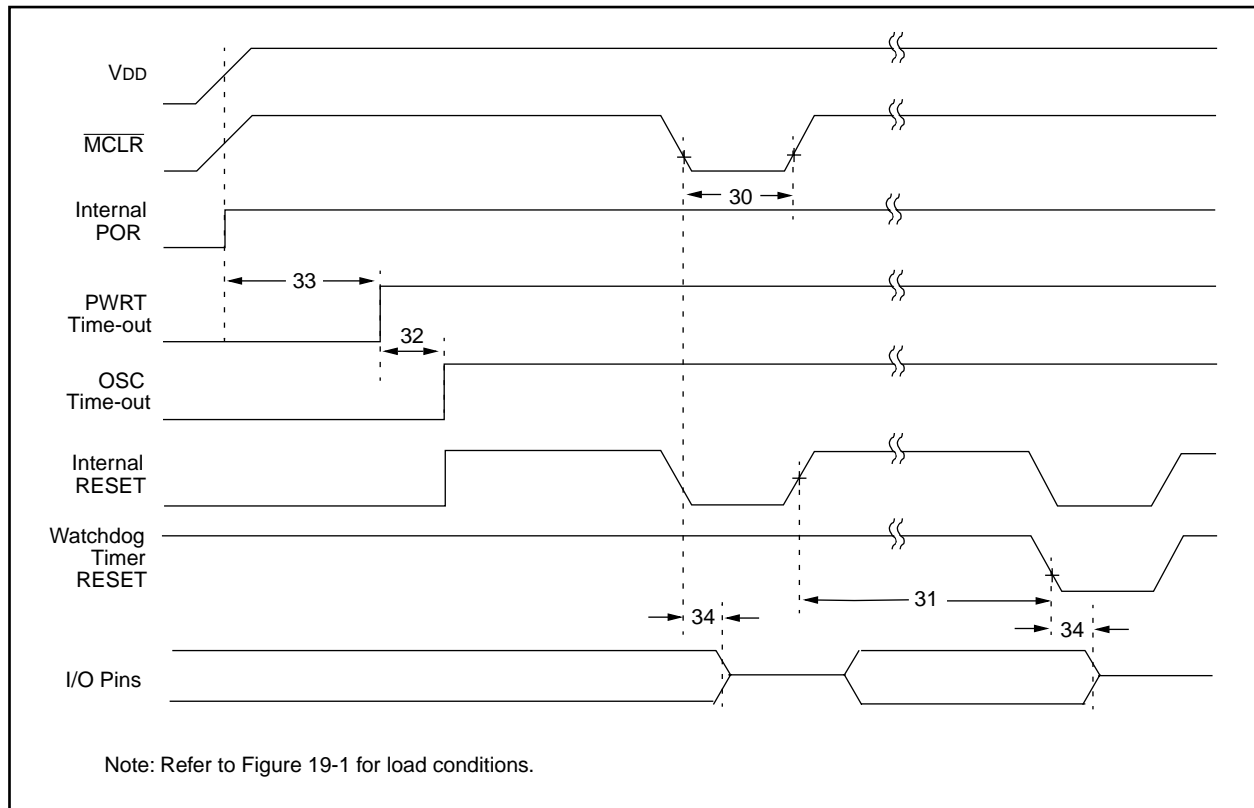 VDD
MCLR
30
Internal
POR
33
PWRT
Time-out
32
OSC
Time-out
Internal
RESET
Watchdog
Timer
RESET
31
34
34
I/O Pins
Note: Refer to Figure 19-1 for load conditions.